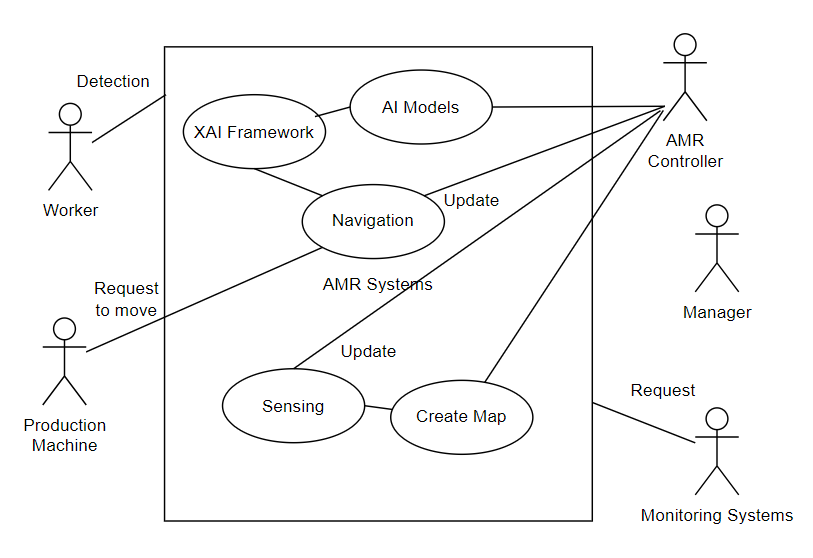 Detection
AI Models
XAI Framework
AMR
Controller
Worker
Update
Navigation
AMR Systems
Request
to move
Manager
Update
Request
Sensing
Create Map
Production
Machine
Monitoring Systems